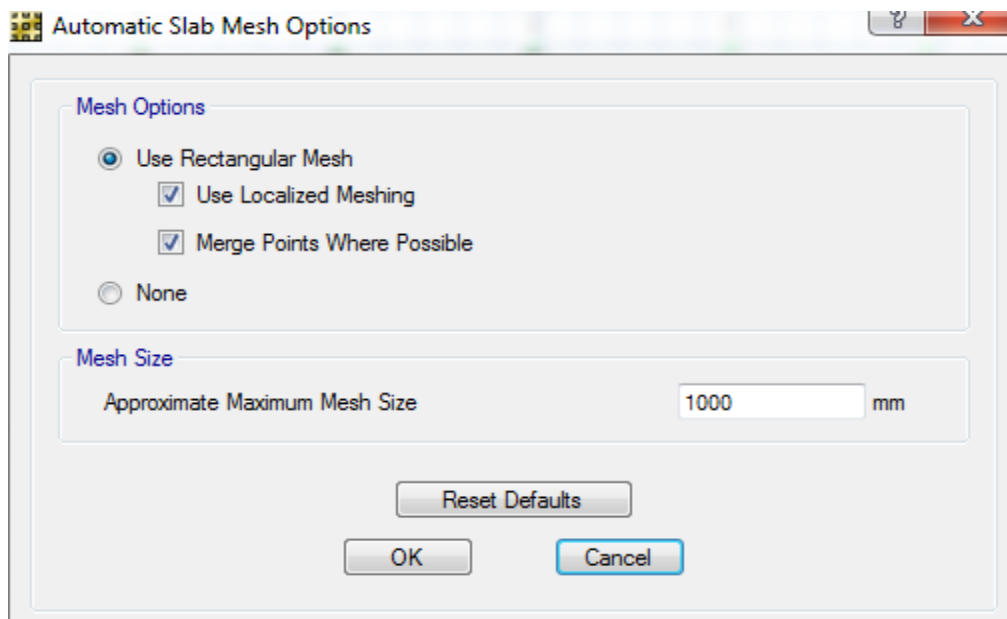 Automatic Slab Mesh Options
?
X
Mesh Options
Use Rectangular Mesh
Use Localized Meshing
Merge Points Where Possible
None
Mesh Size
Approximate Maximum Mesh Size 1000 mm
Reset Defaults
OK Cancel